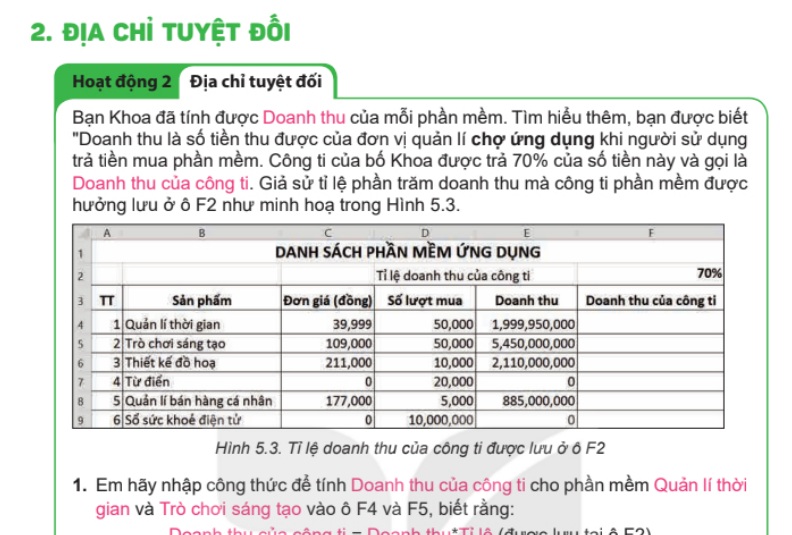 2. ĐỊA CHỈ TUYỆT ĐỐI
Hoạt động 2 Địa chỉ tuyệt đối
Bạn Khoa đã tính được Doanh thu của mỗi phần mềm. Tìm hiểu thêm, bạn được biết
"Doanh thu là số tiền thu được của đơn vị quản lí chợ ứng dụng khi người sử dụng
trả tiền mua phần mềm. Công ti của bố Khoa được trả 70% của số tiền này và gọi là
Doanh thu của công ti. Giả sử tỉ lệ phần trăm doanh thu mà công ti phần mềm được
hưởng lưu ở ô F2 như minh hoạ trong Hình 5.3.
A B C D E F
1 DANH SÁCH PHẦN MỀM ỨNG DỤNG
2 Tỉ lệ doanh thu của công ti 70%
3 TT Sản phẩm Đơn giá (đồng) Số lượt mua Doanh thu Doanh thu của công ti
4 1 Quản lí thời gian 39,999 50,000 1,999,950,000
5 2 Trò chơi sáng tạo 109,000 50,000 5,450,000,000
6 3 Thiết kế đồ hoạ 211,000 10,000 2,110,000,000
7 4 Từ điển 0 20,000 0
8 5 Quản lí bán hàng cá nhân 177,000 5,000 885,000,000
9 6 Sổ sức khoẻ điện tử 0 10,000,000 0
Hình 5.3. Tỉ lệ doanh thu của công ti được lưu ở ô F2
1. Em hãy nhập công thức để tính Doanh thu của công ti cho phần mềm Quản lí thời
gian và Trò chơi sáng tạo vào ô F4 và F5, biết rằng:
Doanh thu của công ti = Doanh thu*Tỉ lệ (được lưu tại ô F2)